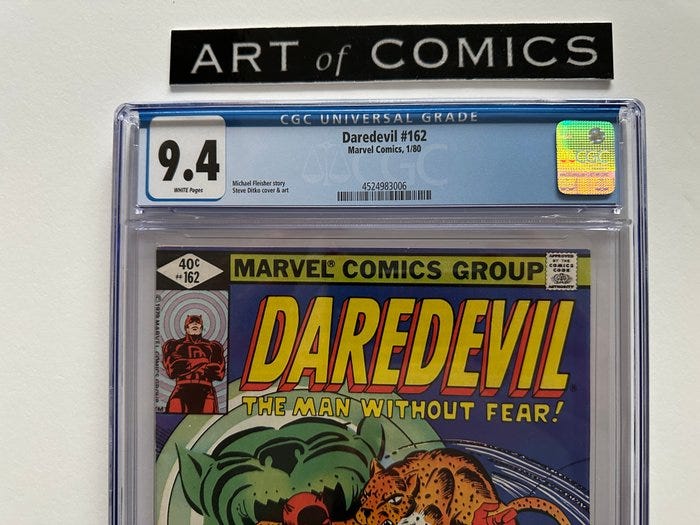 ART of COMICS
CGC UNIVERSAL GRADE
9.4
WHITE Pages
Daredevil #162
Marvel Comics, 1/80
Michael Fleisher story
Steve Ditko cover & art
4524983006
CGC
40¢
#162
MARVEL® COMICS GROUP
APPROVED
BY THE
COMICS
CODE
AUTHORITY
DAREDEVIL
THE MAN WITHOUT FEAR!